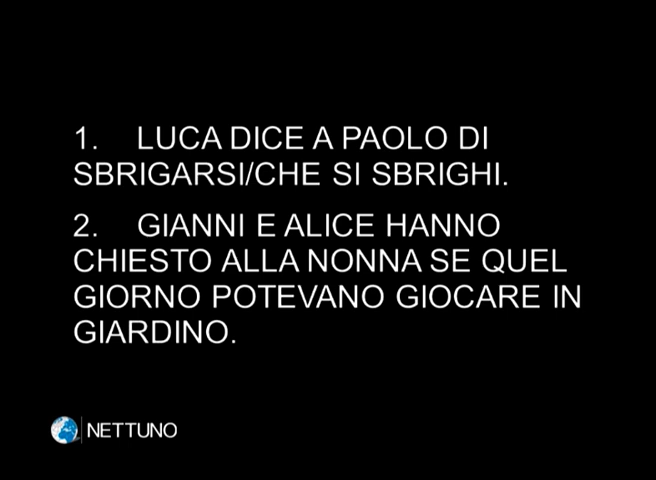 1. LUCA DICE A PAOLO DI
SBRIGARSI/CHE SI SBRIGHI.
2. GIANNI E ALICE HANNO
CHIESTO ALLA NONNA SE QUEL
GIORNO POTEVANO GIOCARE IN
GIARDINO.
NETTUNO